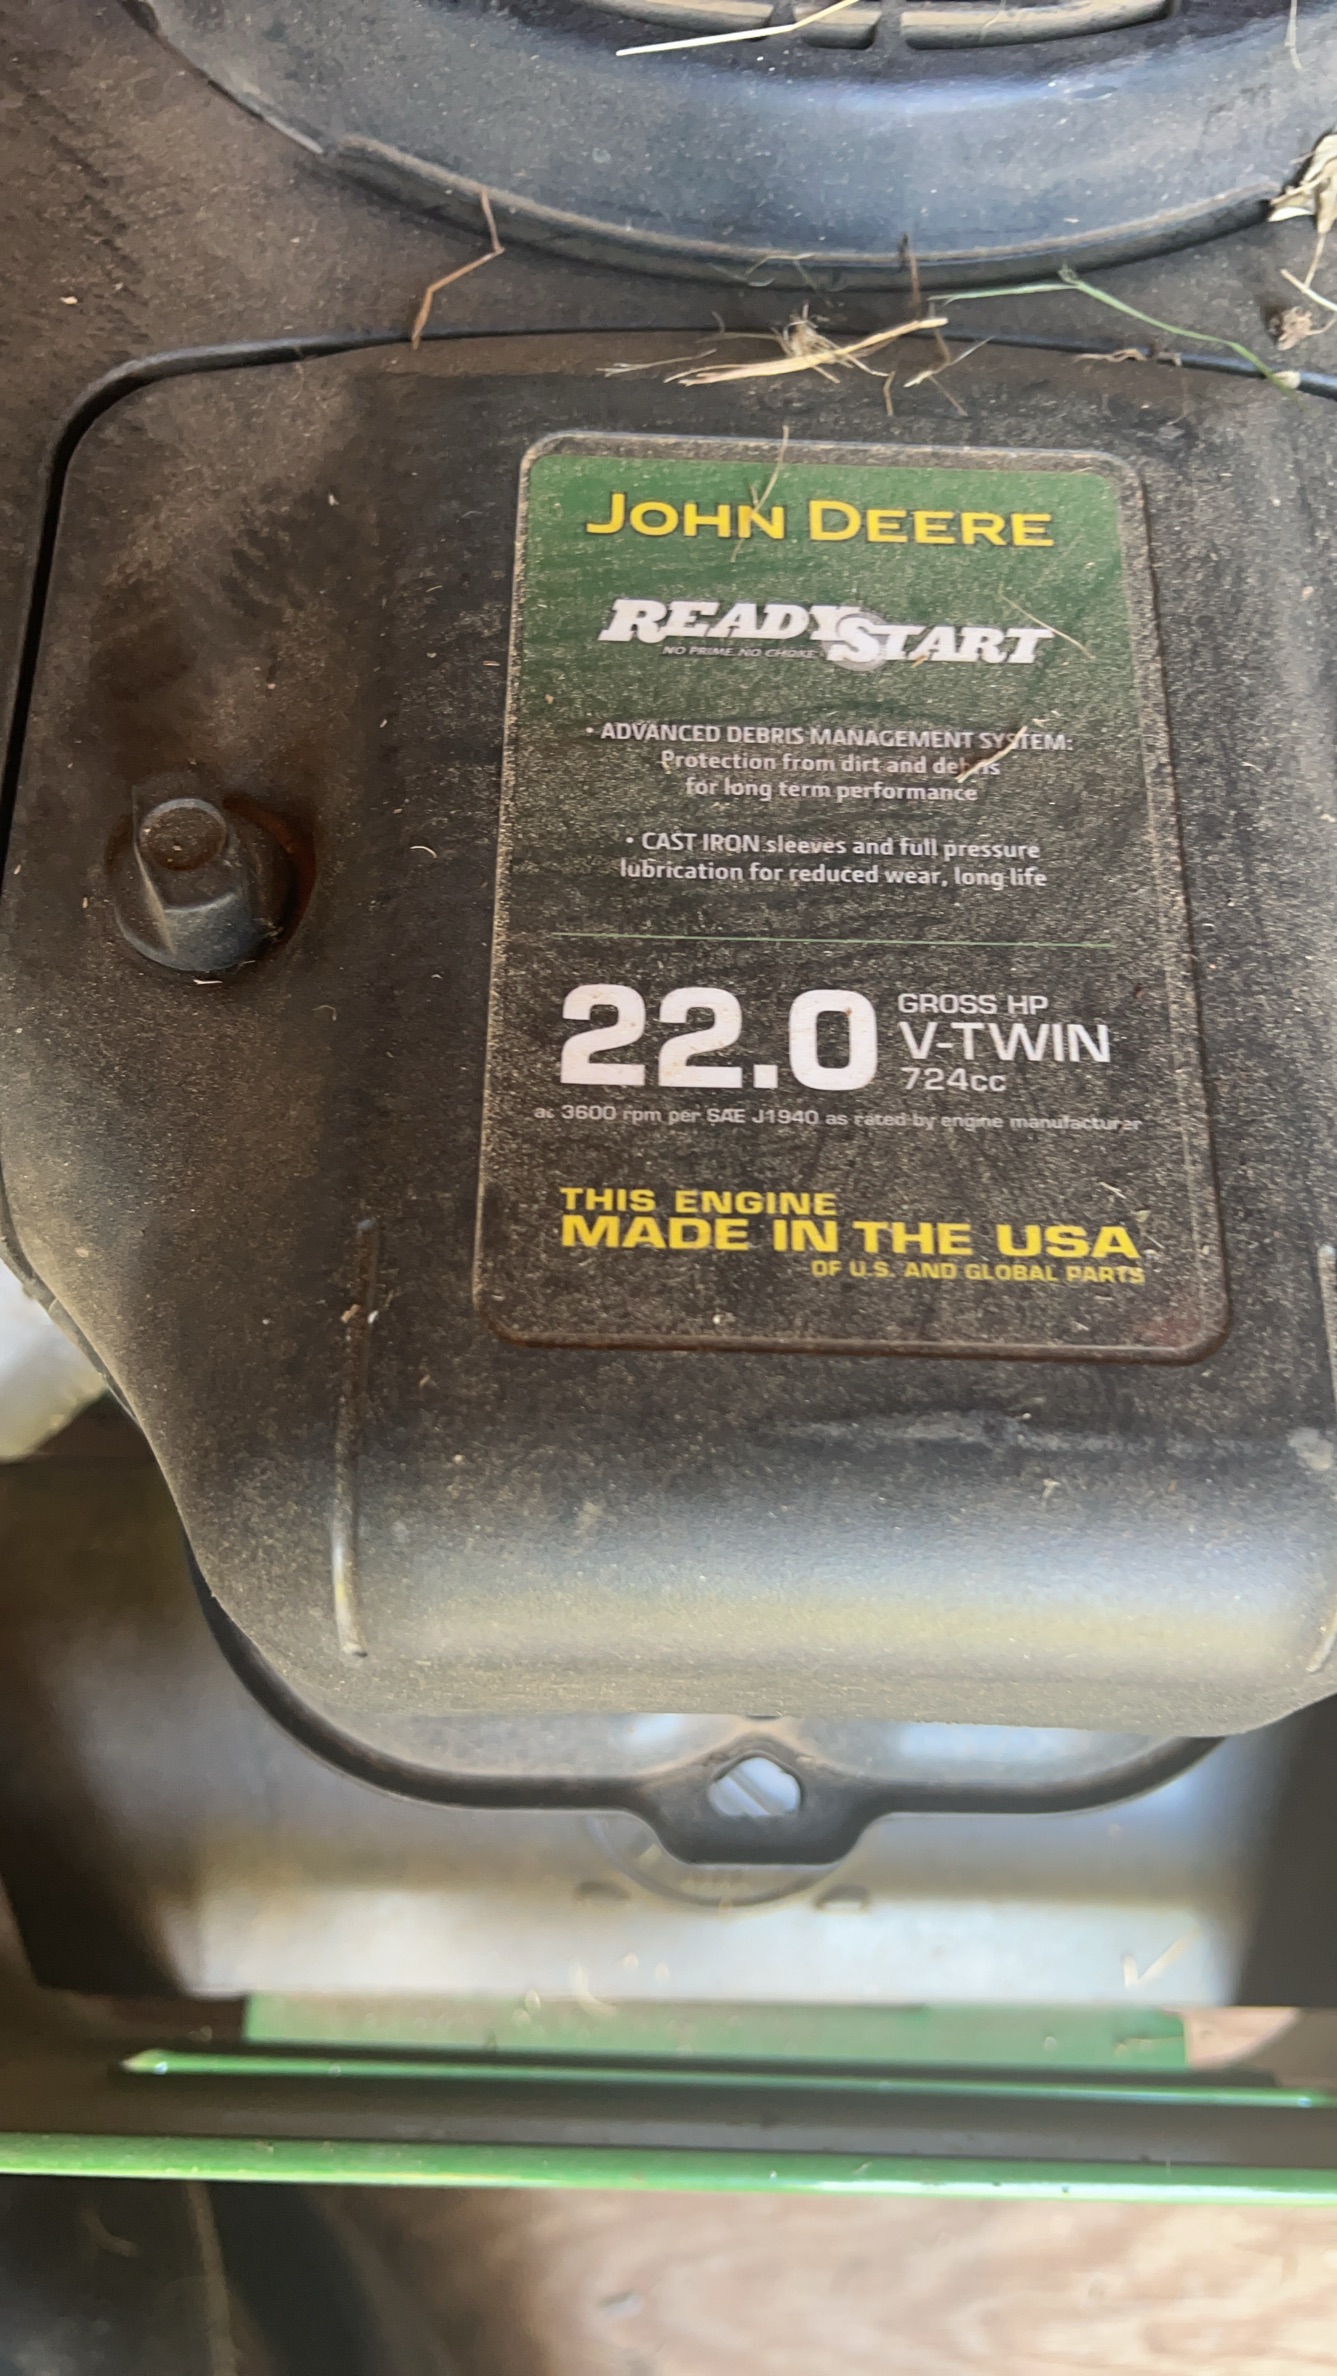 JOHN DEERE
READYSTART
NO PRIME. NO CHOKE.
• ADVANCED DEBRIS MANAGEMENT SYSTEM:
Protection from dirt and debris
for long term performance
• CAST IRON sleeves and full pressure
lubrication for reduced wear, long life
22.0 GROSS HP
V-TWIN
724cc
at 3600 rpm per SAE J1940 as rated by engine manufacturer
THIS ENGINE
MADE IN THE USA
OF U.S. AND GLOBAL PARTS